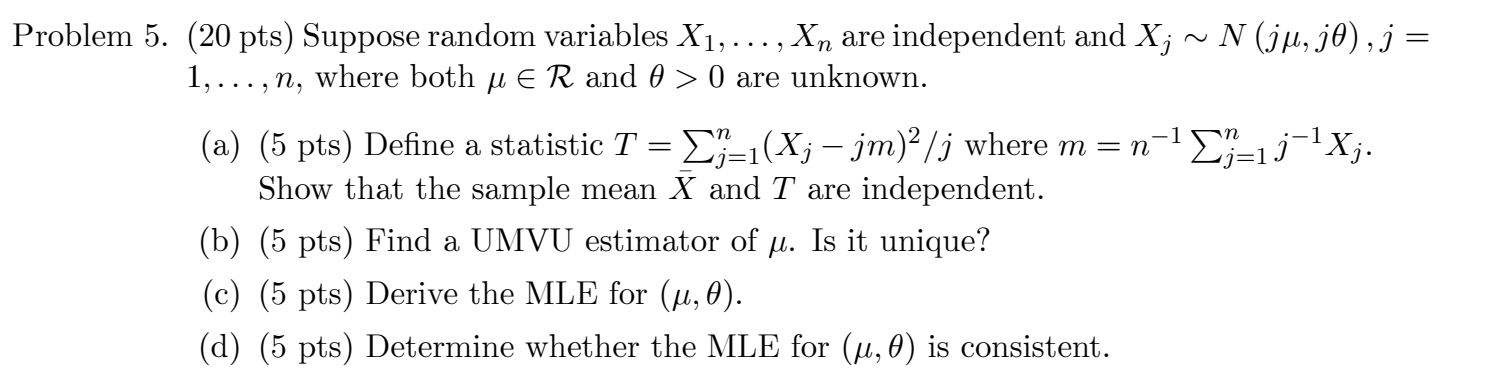 Problem 5. (20 pts) Suppose random variables X₁, . . . , Xₙ are independent and Xⱼ ∼ N (jμ, jθ) , j =
1, . . . , n, where both μ ∈ ℛ and θ > 0 are unknown.
(a) (5 pts) Define a statistic T = ∑ⁿⱼ₌₁(Xⱼ − jm)²/j where m = n⁻¹ ∑ⁿⱼ₌₁ j⁻¹Xⱼ.
Show that the sample mean X̄ and T are independent.
(b) (5 pts) Find a UMVU estimator of μ. Is it unique?
(c) (5 pts) Derive the MLE for (μ, θ).
(d) (5 pts) Determine whether the MLE for (μ, θ) is consistent.